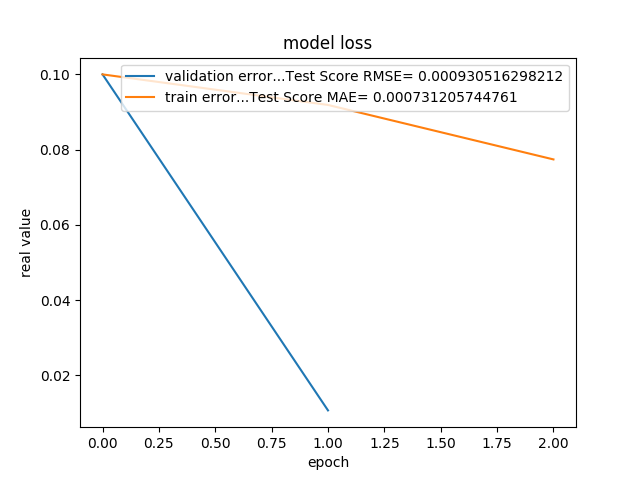 model loss
validation error...Test Score RMSE= 0.000930516298212
train error...Test Score MAE= 0.000731205744761
real value
0.10
0.08
0.06
0.04
0.02
0.00 0.25 0.50 0.75 1.00 1.25 1.50 1.75 2.00
epoch